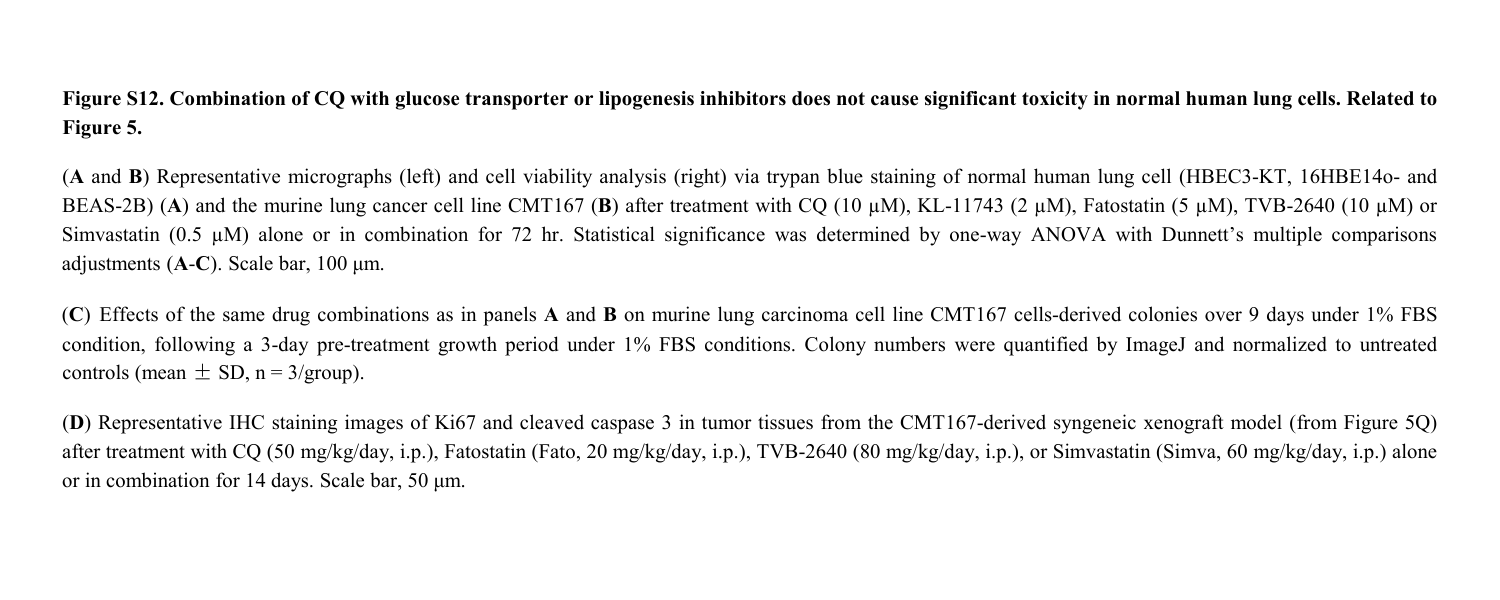 Figure S12. Combination of CQ with glucose transporter or lipogenesis inhibitors does not cause significant toxicity in normal human lung cells. Related to
Figure 5.
(A and B) Representative micrographs (left) and cell viability analysis (right) via trypan blue staining of normal human lung cell (HBEC3-KT, 16HBE14o- and
BEAS-2B) (A) and the murine lung cancer cell line CMT167 (B) after treatment with CQ (10 μM), KL-11743 (2 μM), Fatostatin (5 μM), TVB-2640 (10 μM) or
Simvastatin (0.5 μM) alone or in combination for 72 hr. Statistical significance was determined by one-way ANOVA with Dunnett’s multiple comparisons
adjustments (A-C). Scale bar, 100 μm.
(C) Effects of the same drug combinations as in panels A and B on murine lung carcinoma cell line CMT167 cells-derived colonies over 9 days under 1% FBS
condition, following a 3-day pre-treatment growth period under 1% FBS conditions. Colony numbers were quantified by ImageJ and normalized to untreated
controls (mean ± SD, n = 3/group).
(D) Representative IHC staining images of Ki67 and cleaved caspase 3 in tumor tissues from the CMT167-derived syngeneic xenograft model (from Figure 5Q)
after treatment with CQ (50 mg/kg/day, i.p.), Fatostatin (Fato, 20 mg/kg/day, i.p.), TVB-2640 (80 mg/kg/day, i.p.), or Simvastatin (Simva, 60 mg/kg/day, i.p.) alone
or in combination for 14 days. Scale bar, 50 μm.